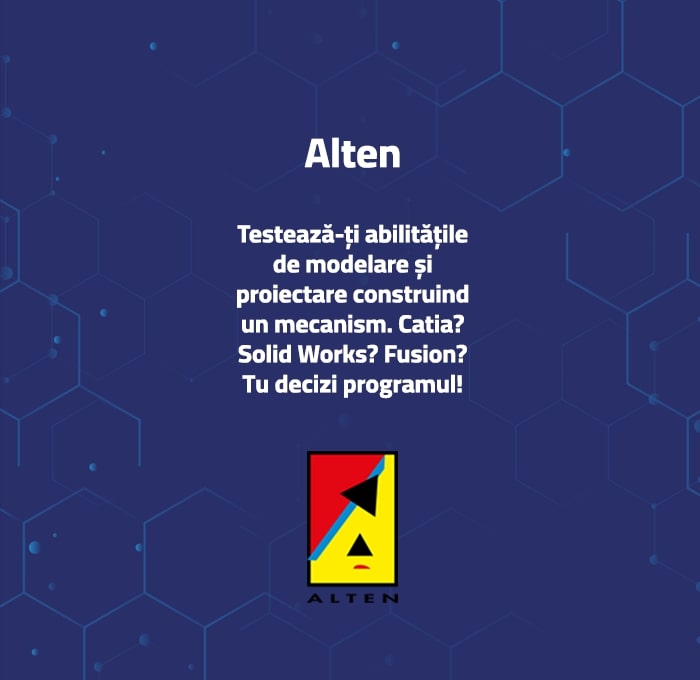 Alten
Testează-ți abilitățile
de modelare și
proiectare construind
un mecanism. Catia?
Solid Works? Fusion?
Tu decizi programul!
ALTEN